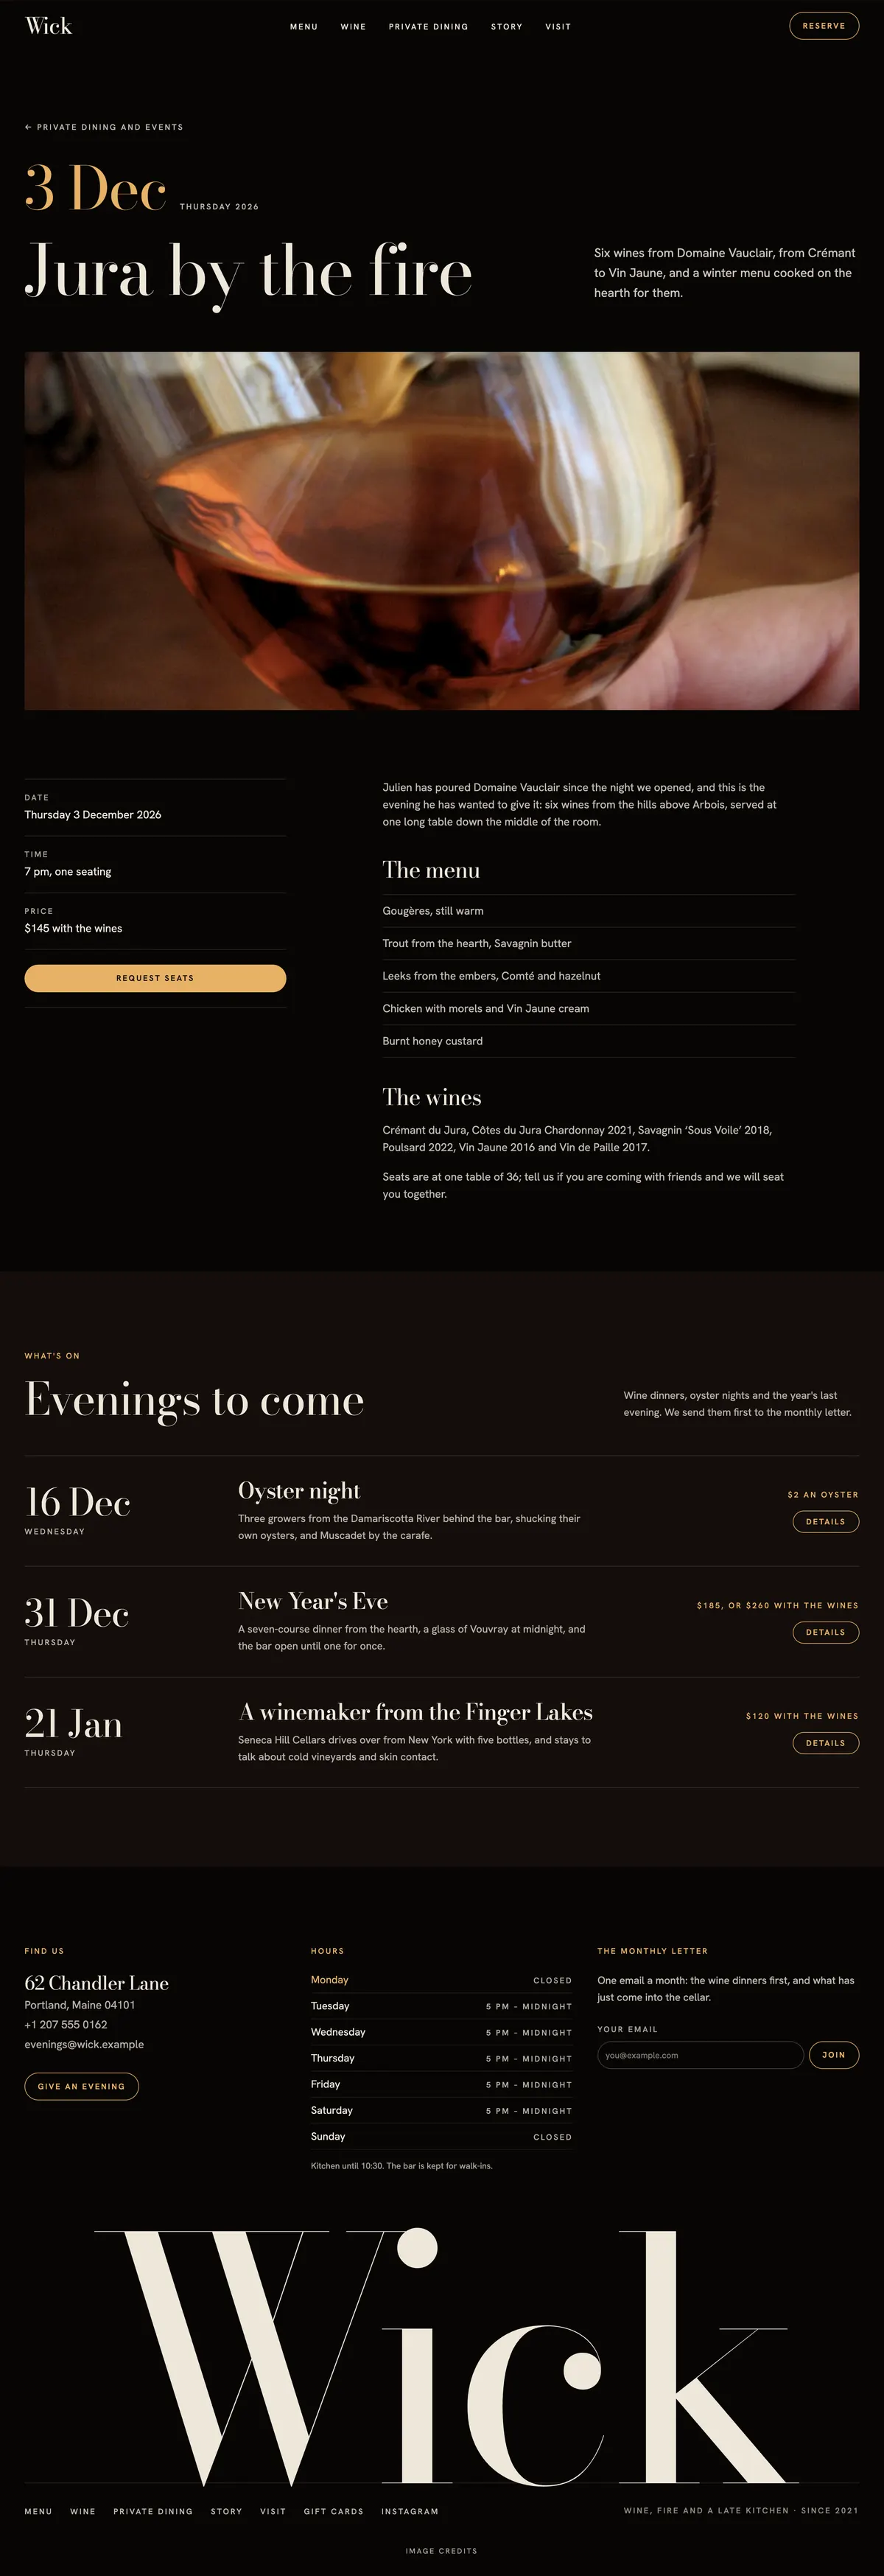 Wick
MENU WINE PRIVATE DINING STORY VISIT
RESERVE
← PRIVATE DINING AND EVENTS
3 Dec THURSDAY 2026
Jura by the fire
Six wines from Domaine Vauclair, from Crémant
to Vin Jaune, and a winter menu cooked on the
hearth for them.
DATE
Thursday 3 December 2026
TIME
7 pm, one seating
PRICE
$145 with the wines
REQUEST SEATS
Julien has poured Domaine Vauclair since the night we opened, and this is the
evening he has wanted to give it: six wines from the hills above Arbois, served at
one long table down the middle of the room.
The menu
Gougères, still warm
Trout from the hearth, Savagnin butter
Leeks from the embers, Comté and hazelnut
Chicken with morels and Vin Jaune cream
Burnt honey custard
The wines
Crémant du Jura, Côtes du Jura Chardonnay 2021, Savagnin ‘Sous Voile’ 2018,
Poulsard 2022, Vin Jaune 2016 and Vin de Paille 2017.
Seats are at one table of 36; tell us if you are coming with friends and we will seat
you together.
WHAT'S ON
Evenings to come
Wine dinners, oyster nights and the year's last
evening. We send them first to the monthly letter.
16 Dec
WEDNESDAY
Oyster night
Three growers from the Damariscotta River behind the bar, shucking their
own oysters, and Muscadet by the carafe.
$2 AN OYSTER
DETAILS
31 Dec
THURSDAY
New Year's Eve
A seven-course dinner from the hearth, a glass of Vouvray at midnight, and
the bar open until one for once.
$185, OR $260 WITH THE WINES
DETAILS
21 Jan
THURSDAY
A winemaker from the Finger Lakes
Seneca Hill Cellars drives over from New York with five bottles, and stays to
talk about cold vineyards and skin contact.
$120 WITH THE WINES
DETAILS
FIND US
62 Chandler Lane
Portland, Maine 04101
+1 207 555 0162
evenings@wick.example
GIVE AN EVENING
HOURS
Monday CLOSED
Tuesday 5 PM – MIDNIGHT
Wednesday 5 PM – MIDNIGHT
Thursday 5 PM – MIDNIGHT
Friday 5 PM – MIDNIGHT
Saturday 5 PM – MIDNIGHT
Sunday CLOSED
Kitchen until 10:30. The bar is kept for walk-ins.
THE MONTHLY LETTER
One email a month: the wine dinners first, and what has
just come into the cellar.
YOUR EMAIL
you@example.com
JOIN
Wick
MENU WINE PRIVATE DINING STORY VISIT GIFT CARDS INSTAGRAM
WINE, FIRE AND A LATE KITCHEN · SINCE 2021
IMAGE CREDITS